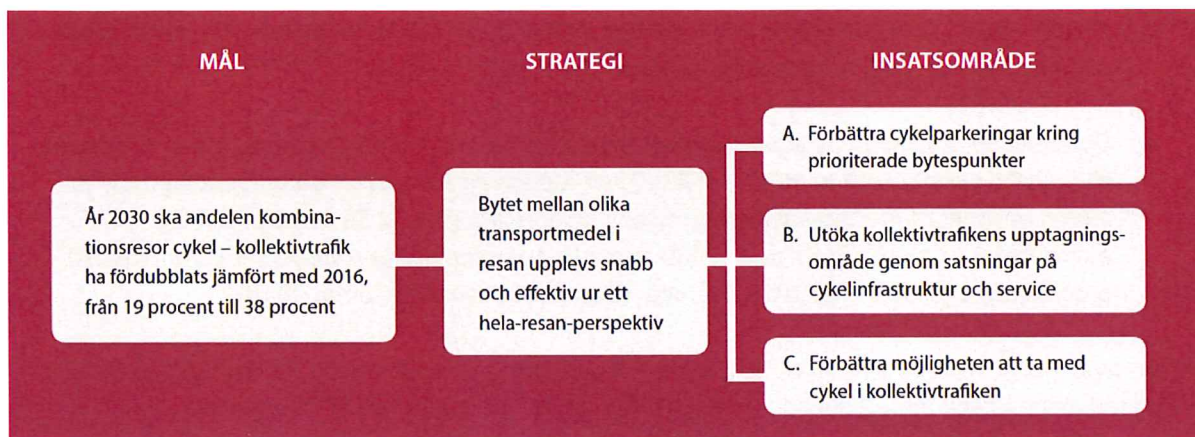 MÅL
År 2030 ska andelen kombina-
tionsresor cykel – kollektivtrafik
ha fördubblats jämfört med 2016,
från 19 procent till 38 procent
STRATEGI
Bytet mellan olika
transportmedel i
resan upplevs snabb
och effektiv ur ett
hela-resan-perspektiv
INSATSOMRÅDE
A. Förbättra cykelparkeringar kring
prioriterade bytespunkter
B. Utöka kollektivtrafikens upptagnings-
område genom satsningar på
cykelinfrastruktur och service
C. Förbättra möjligheten att ta med
cykel i kollektivtrafiken